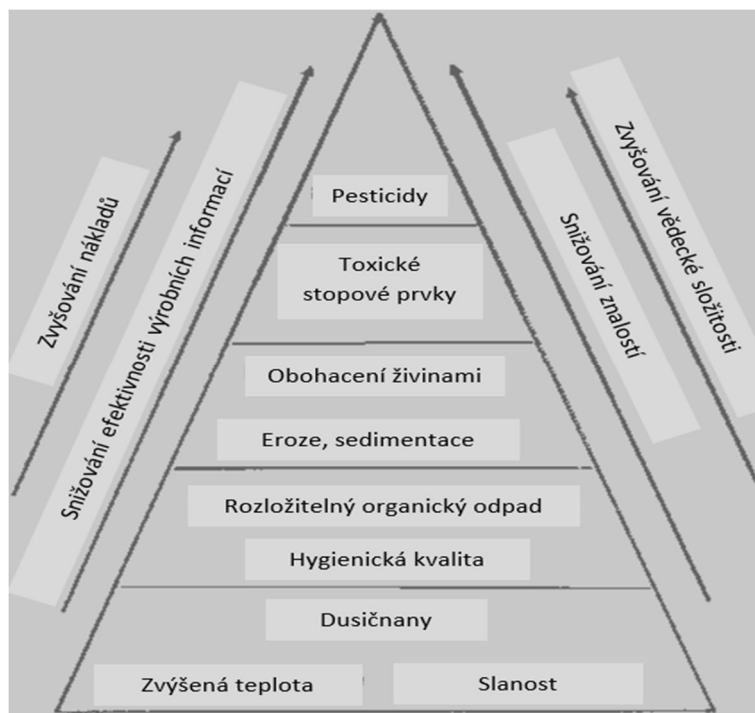 Pesticidy
Toxické
stopové prvky
Obohacení živinami
Eroze, sedimentace
Rozložitelný organický odpad
Hygienická kvalita
Dusičnany
Zvýšená teplota
Slanost
Zvyšování nákladů
Snižování efektivnosti výrobních informací
Snižování znalostí
Zvyšování vědecké složitosti